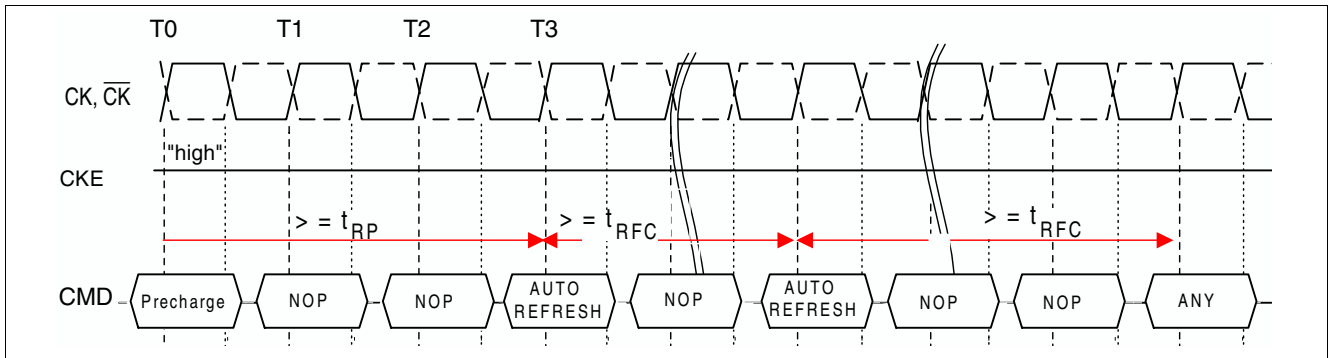 T0 T1 T2 T3
CK, CK
"high"
CKE
> = tRP > = tRFC > = tRFC
CMD Precharge NOP NOP AUTO REFRESH NOP AUTO REFRESH NOP NOP ANY